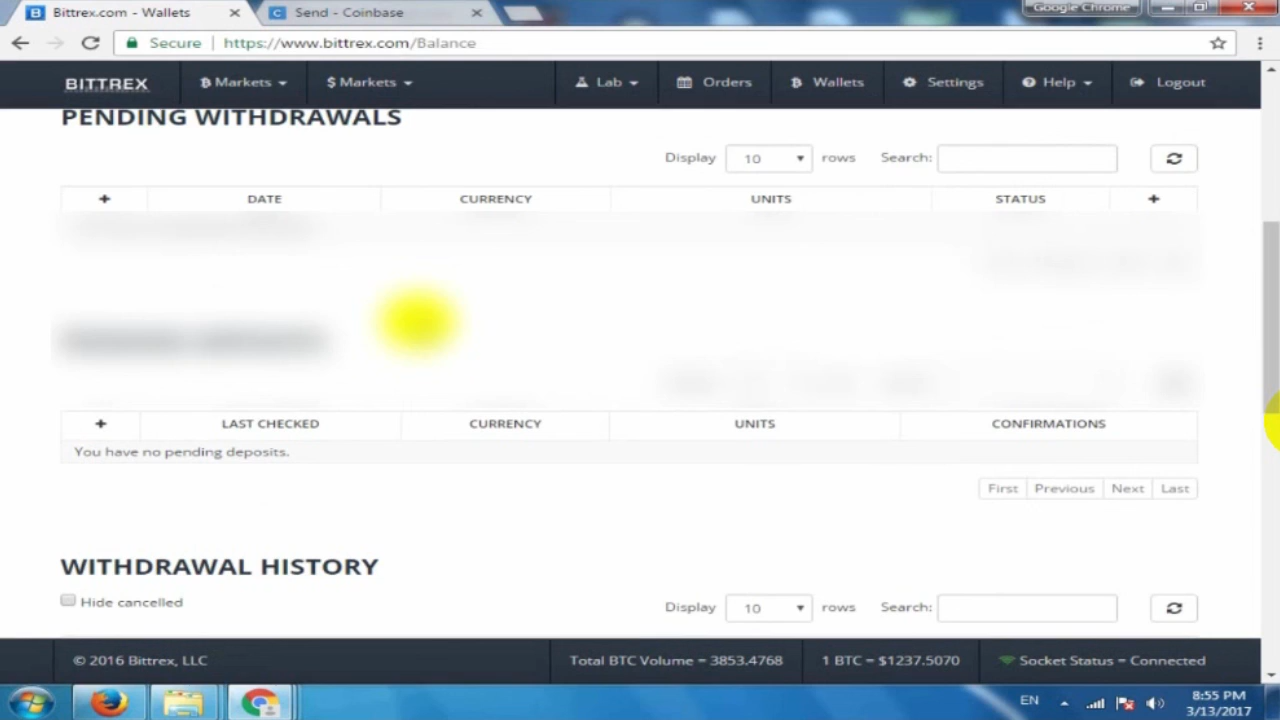 Bittrex.com - Wallets
Send - Coinbase
Google Chrome
Secure https://www.bittrex.com/Balance
BITTREX
Markets
$ Markets
Lab
Orders
Wallets
Settings
Help
Logout
PENDING WITHDRAWALS
Display 10 rows Search:
+ DATE CURRENCY UNITS STATUS +
+ LAST CHECKED CURRENCY UNITS CONFIRMATIONS
You have no pending deposits.
First Previous Next Last
WITHDRAWAL HISTORY
Hide cancelled
Display 10 rows Search:
© 2016 Bittrex, LLC
Total BTC Volume = 3853.4768
1 BTC = $1237.5070
Socket Status = Connected
EN
8:55 PM
3/13/2017